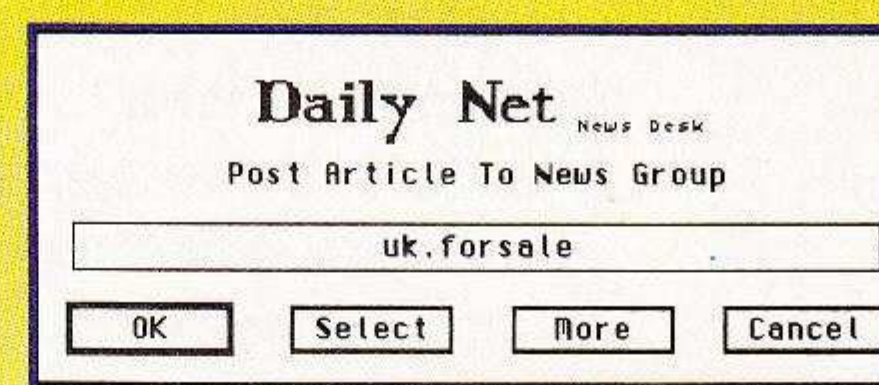 Daily Net News Desk
Post Article To News Group
uk.forsale
OK Select More Cancel